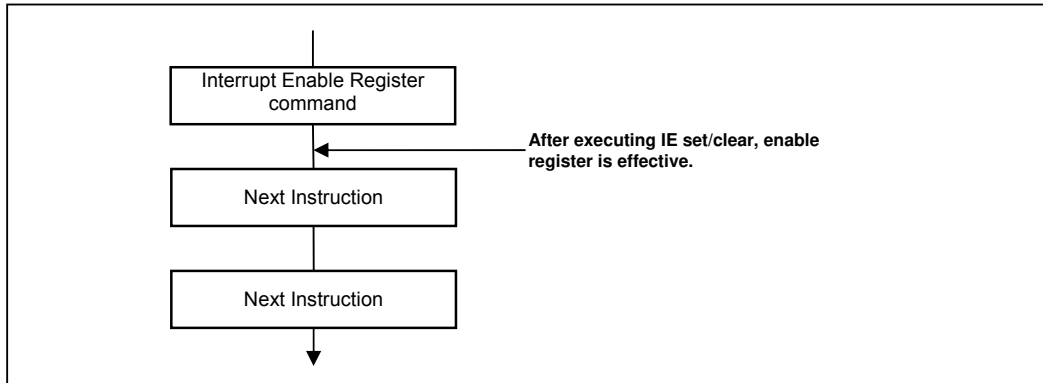 Interrupt Enable Register
command
After executing IE set/clear, enable
register is effective.
Next Instruction
Next Instruction